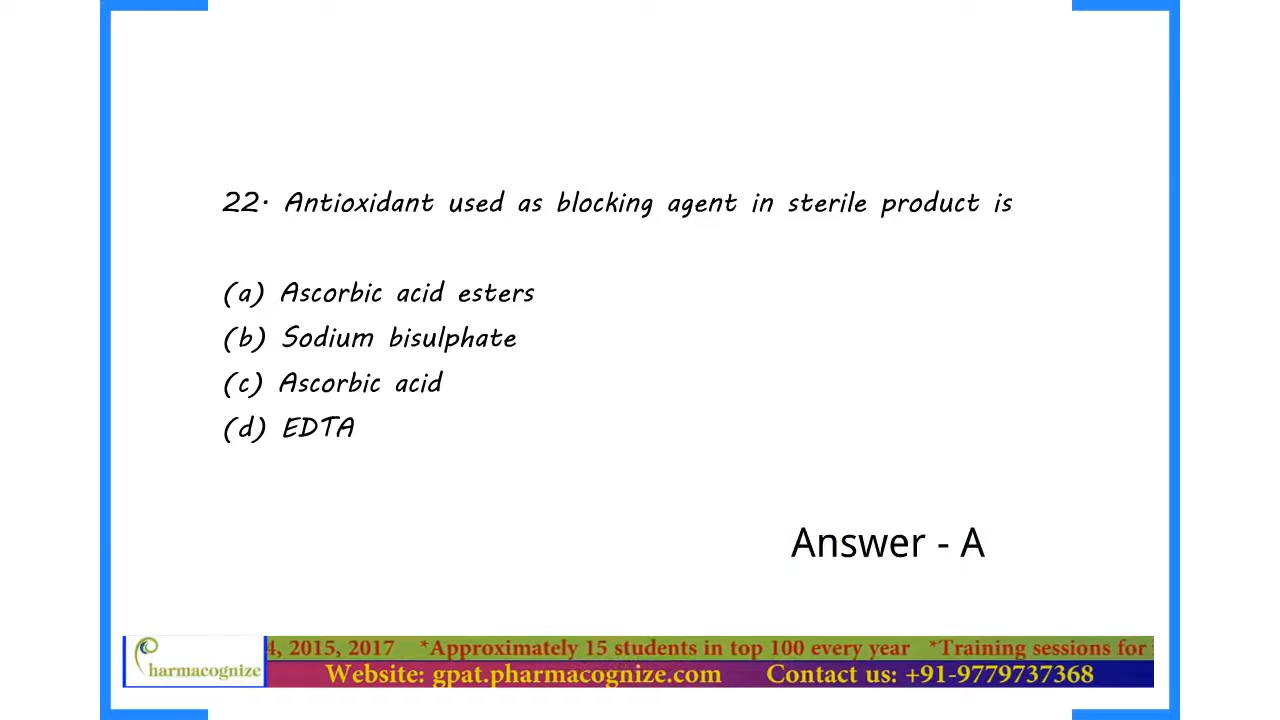 22. Antioxidant used as blocking agent in sterile product is
(a) Ascorbic acid esters
(b) Sodium bisulphate
(c) Ascorbic acid
(d) EDTA
Answer - A
harmacognize
4, 2015, 2017 *Approximately 15 students in top 100 every year *Training sessions for
Website: gpat.pharmacognize.com Contact us: +91-9779737368